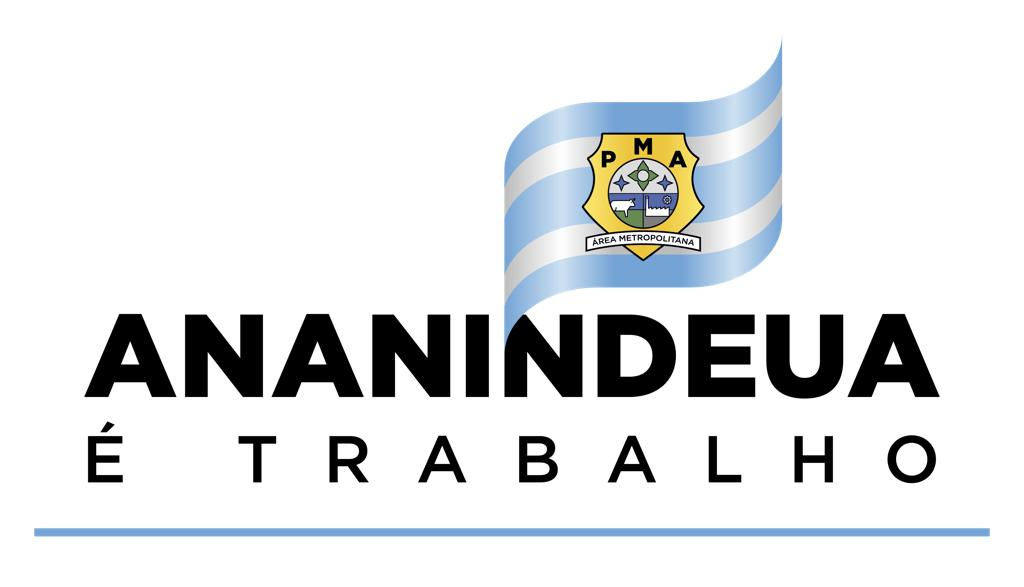 P M A
ÁREA METROPOLITANA
ANANINDEUA
É TRABALHO